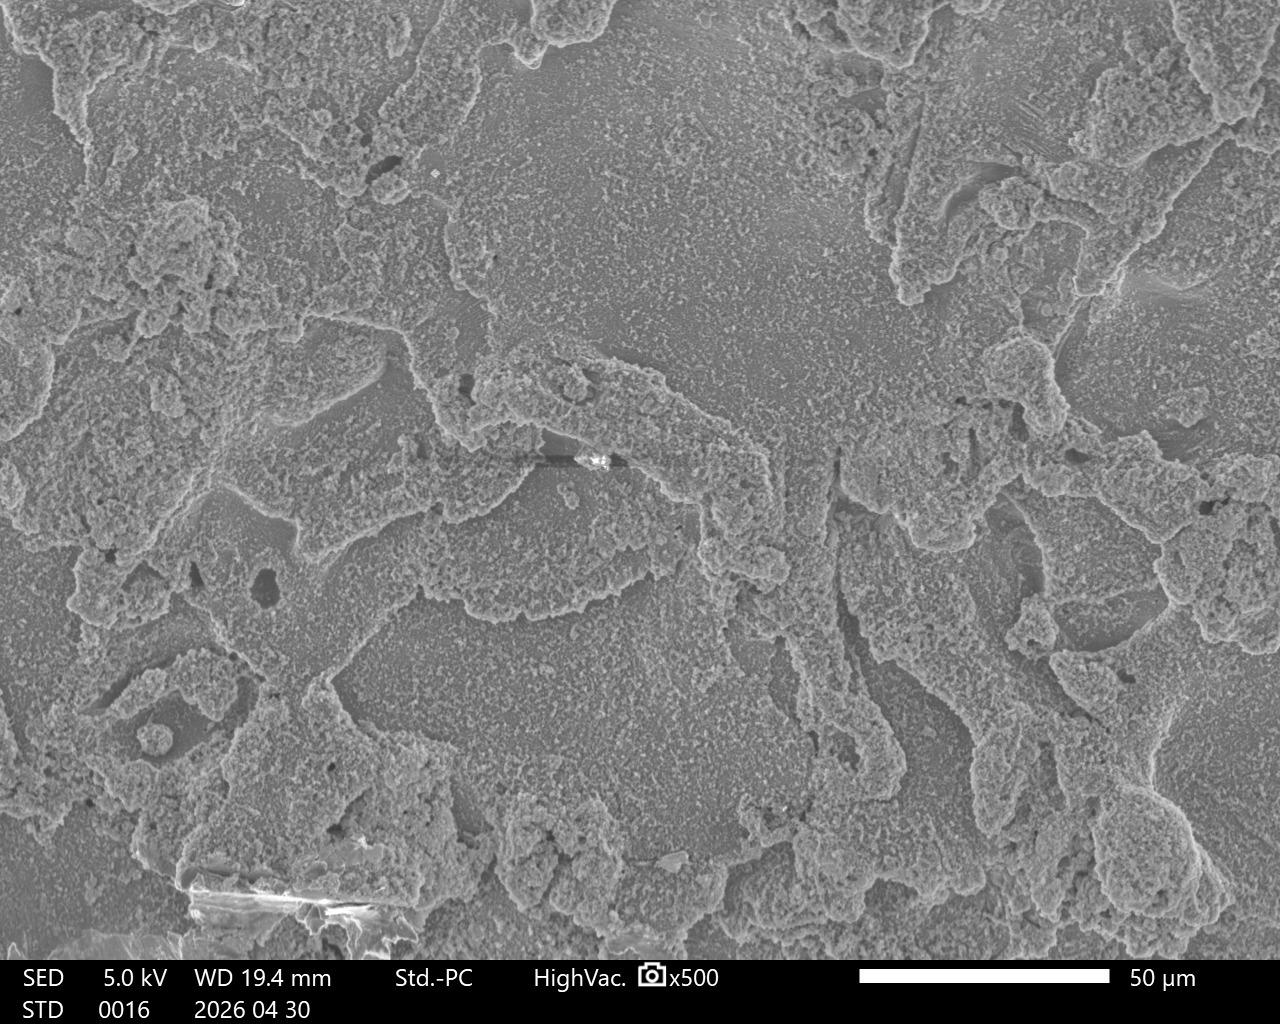 SED 5.0 kV WD 19.4 mm Std.-PC HighVac. x500 50 µm
STD 0016 2026 04 30